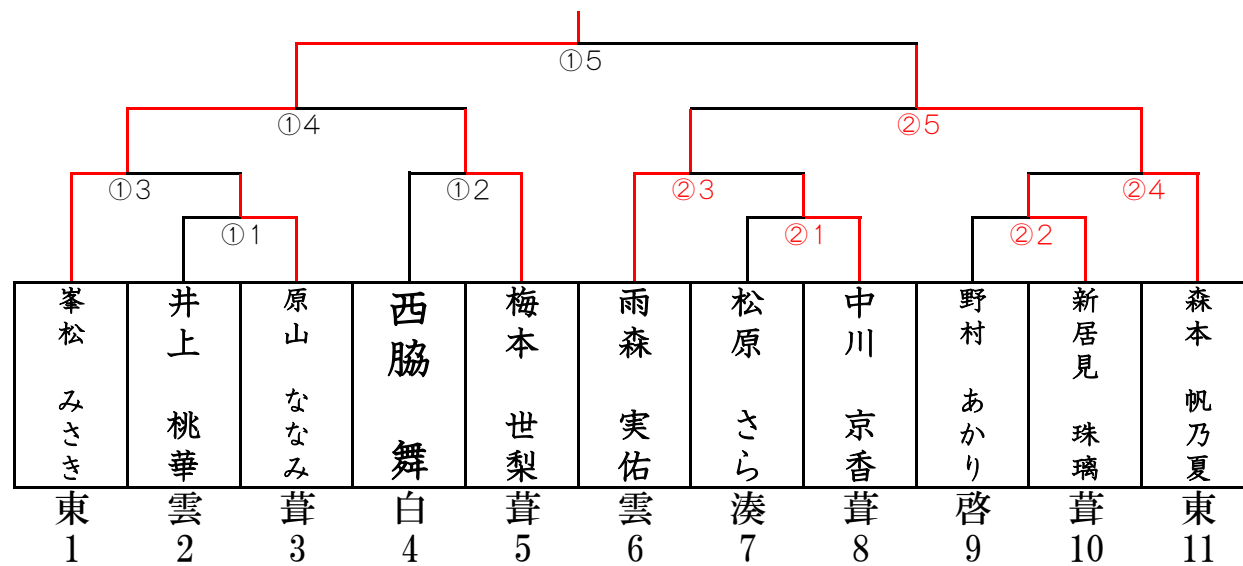 ①5
①4
②5
①3
①2
②3
②4
①1
②1
②2
峯松 みさき
井上 桃華
原山 ななみ
西脇 舞
梅本 世梨
雨森 実佑
松原 さら
中川 京香
野村 あかり
新居見 珠璃
森本 帆乃夏
東 雲 葺 白 葺 雲 湊 葺 啓 葺 東
1 2 3 4 5 6 7 8 9 10 11